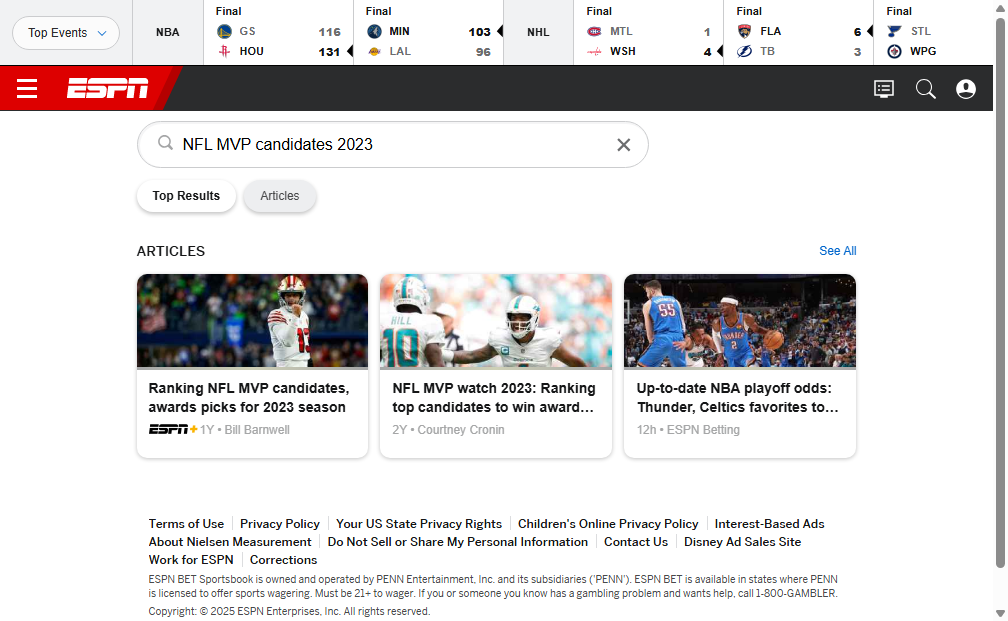 Top Events
NBA
Final
GS 116
HOU 131
Final
MIN 103
LAL 96
NHL
Final
MTL 1
WSH 4
Final
FLA 6
TB 3
Final
STL
WPG
ESPN
NFL MVP candidates 2023
Top Results
Articles
ARTICLES
See All
HILL
10
13
Ranking NFL MVP candidates,
awards picks for 2023 season
ESPN+ 1Y • Bill Barnwell
NFL MVP watch 2023: Ranking
top candidates to win award…
2Y • Courtney Cronin
55
THUNDER
2
Up-to-date NBA playoff odds:
Thunder, Celtics favorites to…
12h • ESPN Betting
Terms of Use
Privacy Policy
Your US State Privacy Rights
Children's Online Privacy Policy
Interest-Based Ads
About Nielsen Measurement
Do Not Sell or Share My Personal Information
Contact Us
Disney Ad Sales Site
Work for ESPN
Corrections
ESPN BET Sportsbook is owned and operated by PENN Entertainment, Inc. and its subsidiaries ('PENN'). ESPN BET is available in states where PENN
is licensed to offer sports wagering. Must be 21+ to wager. If you or someone you know has a gambling problem and wants help, call 1-800-GAMBLER.
Copyright: © 2025 ESPN Enterprises, Inc. All rights reserved.